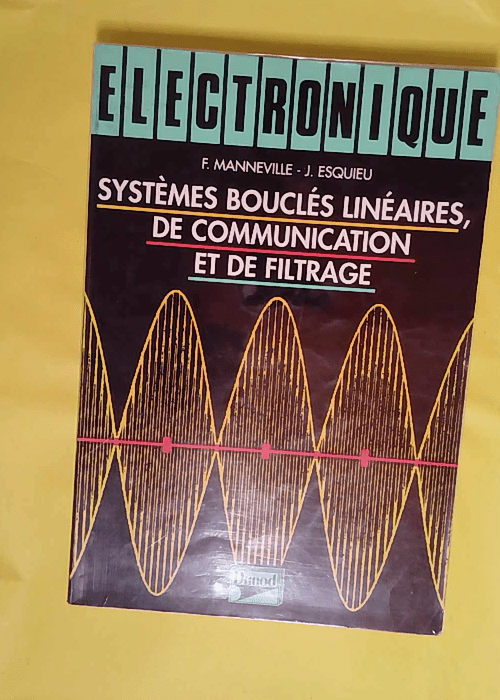 ELECTRONIQUE
F. MANNEVILLE - J. ESQUIEU
SYSTÈMES BOUCLÉS LINÉAIRES,
DE COMMUNICATION
ET DE FILTRAGE
Dunod